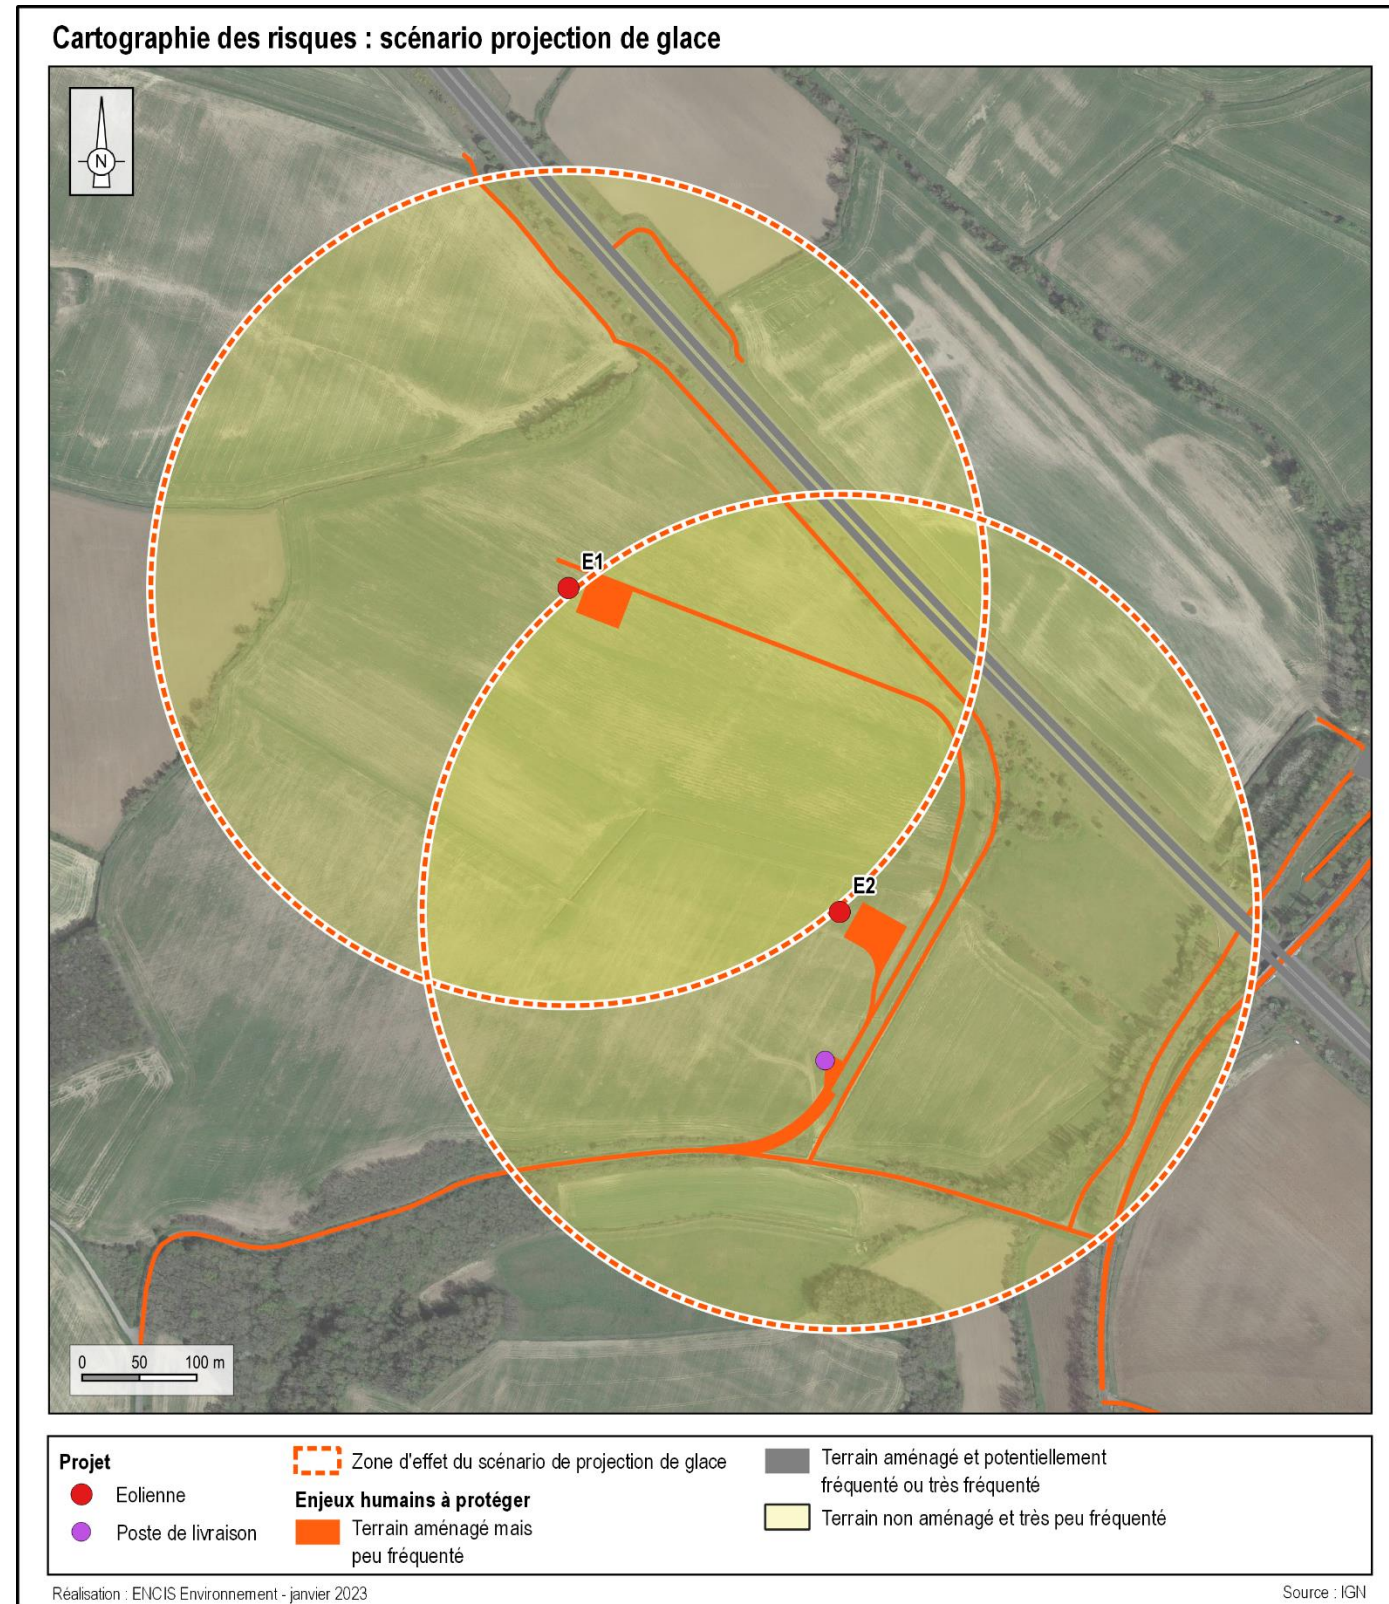 Cartographie des risques : scénario projection de glace
N
E1
E2
0 50 100 m
Projet
Eolienne
Poste de livraison
Zone d'effet du scénario de projection de glace
Enjeux humains à protéger
Terrain aménagé mais
peu fréquenté
Terrain aménagé et potentiellement
fréquenté ou très fréquenté
Terrain non aménagé et très peu fréquenté
Réalisation : ENCIS Environnement - janvier 2023
Source : IGN